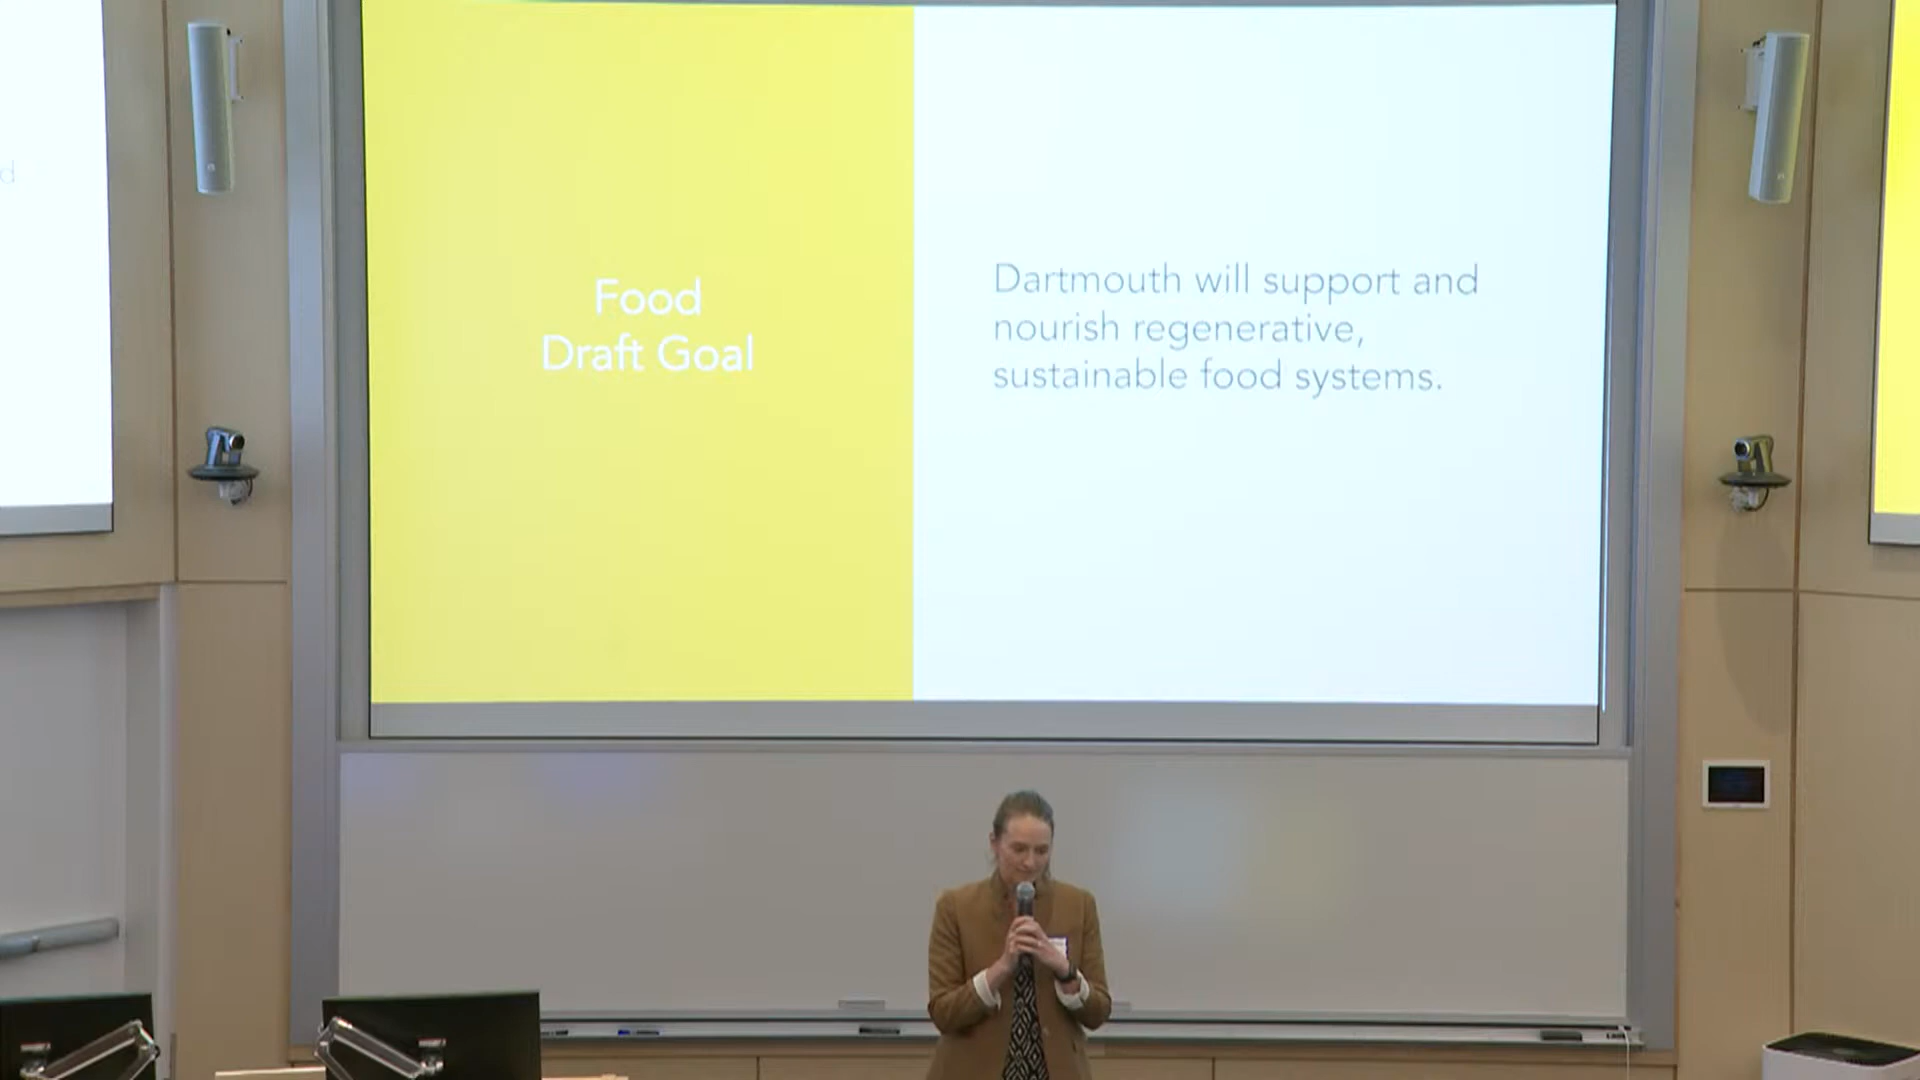 Food
Draft Goal
Dartmouth will support and
nourish regenerative,
sustainable food systems.
d